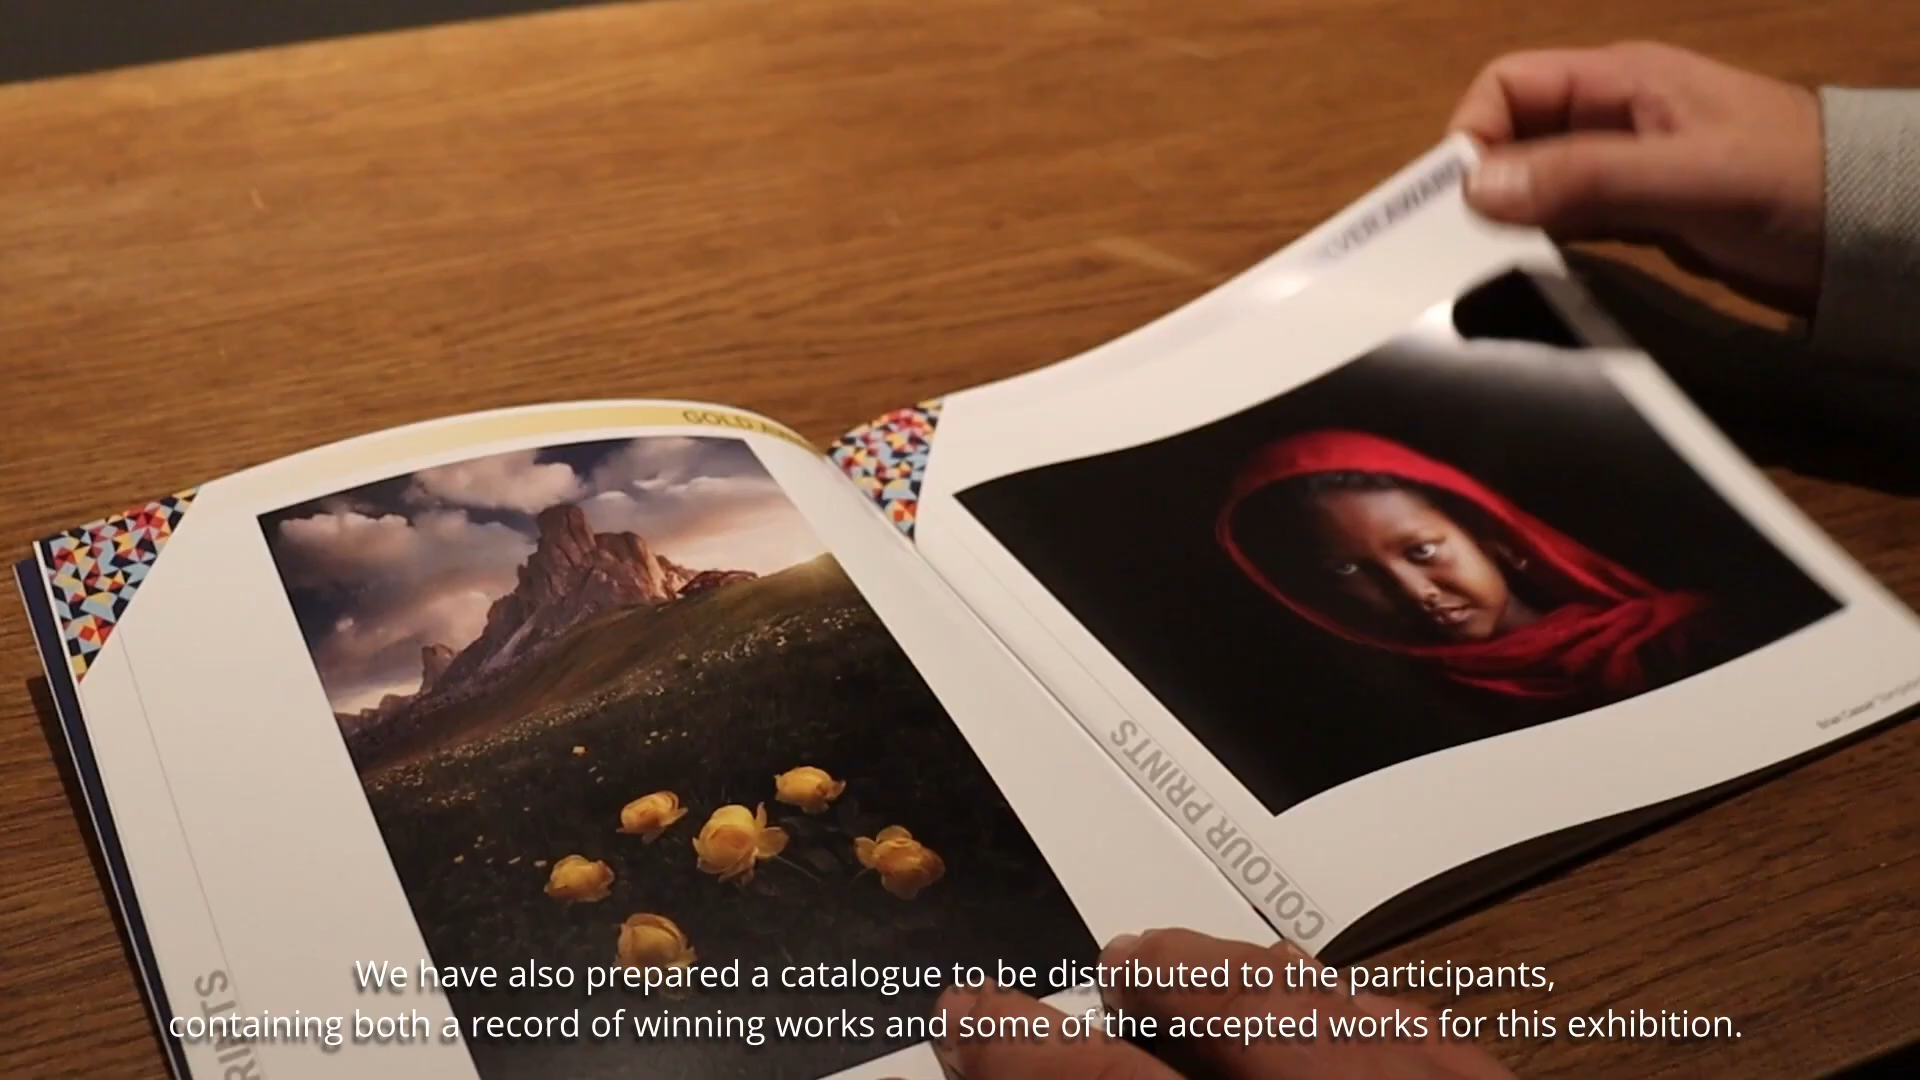 GOLD
COLOUR PRINTS
We have also prepared a catalogue to be distributed to the participants,
containing both a record of winning works and some of the accepted works for this exhibition.